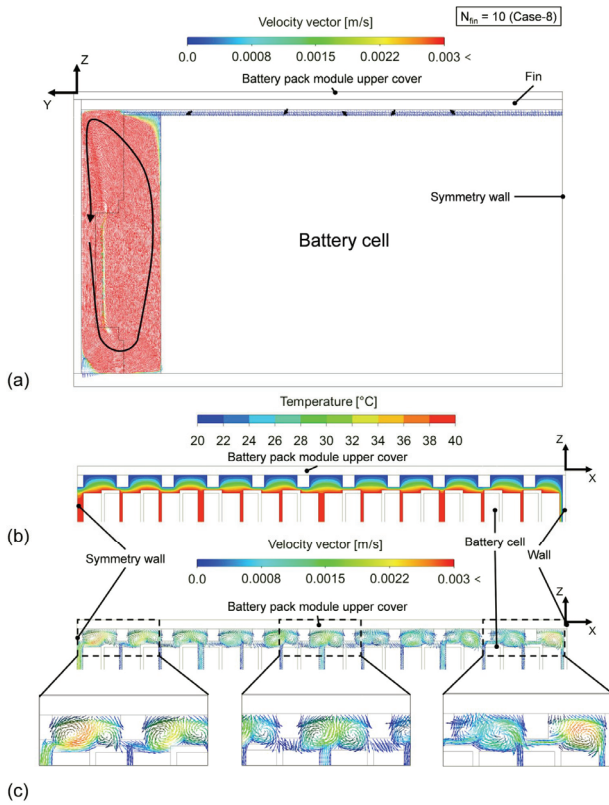 Velocity vector [m/s]
N_fin = 10 (Case-8)
0.0 0.0008 0.0015 0.0022 0.003 <
Z
Y
Battery pack module upper cover
Fin
Symmetry wall
Battery cell
(a)
Temperature [°C]
20 22 24 26 28 30 32 34 36 38 40
Battery pack module upper cover
Z
X
(b)
Symmetry wall
Velocity vector [m/s]
Battery cell
Wall
0.0 0.0008 0.0015 0.0022 0.003 <
Z
Battery pack module upper cover
X
(c)